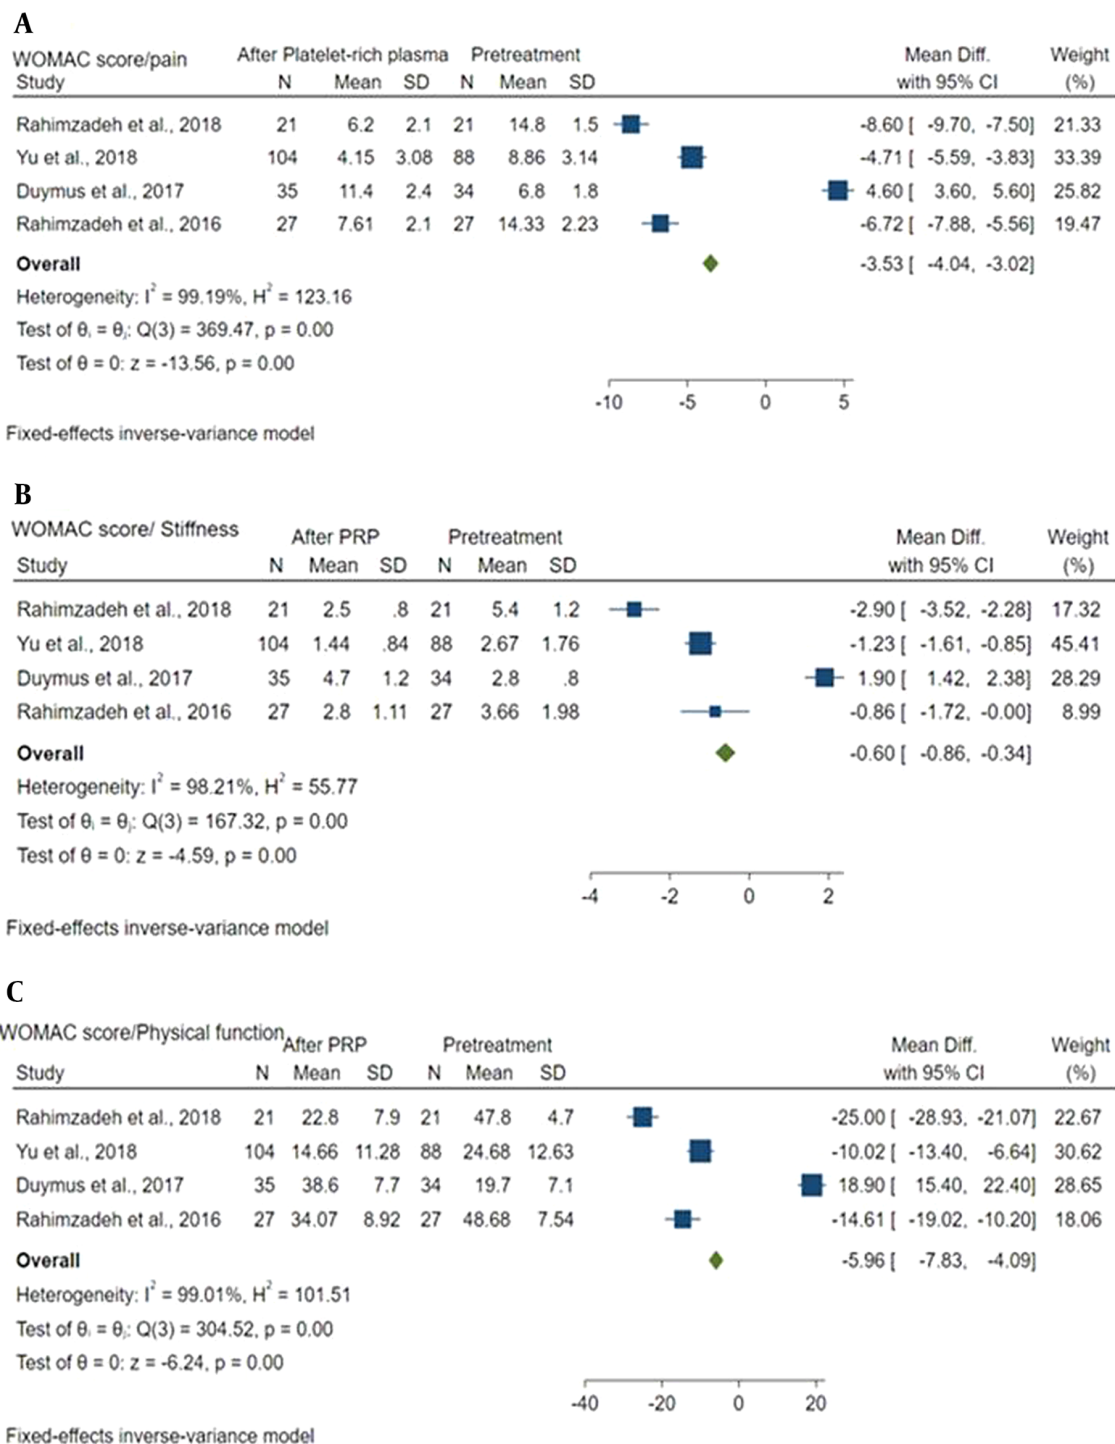 A
WOMAC score/pain After Platelet-rich plasma Pretreatment Mean Diff. Weight
Study N Mean SD N Mean SD with 95% CI (%)
Rahimzadeh et al., 2018 21 6.2 2.1 21 14.8 1.5 -8.60 [ -9.70, -7.50] 21.33
Yu et al., 2018 104 4.15 3.08 88 8.86 3.14 -4.71 [ -5.59, -3.83] 33.39
Duymus et al., 2017 35 11.4 2.4 34 6.8 1.8 4.60 [ 3.60, 5.60] 25.82
Rahimzadeh et al., 2016 27 7.61 2.1 27 14.33 2.23 -6.72 [ -7.88, -5.56] 19.47
Overall -3.53 [ -4.04, -3.02]
Heterogeneity: I² = 99.19%, H² = 123.16
Test of θᵢ = θⱼ: Q(3) = 369.47, p = 0.00
Test of θ = 0: z = -13.56, p = 0.00
-10 -5 0 5
Fixed-effects inverse-variance model
B
WOMAC score/ Stiffness After PRP Pretreatment Mean Diff. Weight
Study N Mean SD N Mean SD with 95% CI (%)
Rahimzadeh et al., 2018 21 2.5 .8 21 5.4 1.2 -2.90 [ -3.52, -2.28] 17.32
Yu et al., 2018 104 1.44 .84 88 2.67 1.76 -1.23 [ -1.61, -0.85] 45.41
Duymus et al., 2017 35 4.7 1.2 34 2.8 .8 1.90 [ 1.42, 2.38] 28.29
Rahimzadeh et al., 2016 27 2.8 1.11 27 3.66 1.98 -0.86 [ -1.72, -0.00] 8.99
Overall -0.60 [ -0.86, -0.34]
Heterogeneity: I² = 98.21%, H² = 55.77
Test of θᵢ = θⱼ: Q(3) = 167.32, p = 0.00
Test of θ = 0: z = -4.59, p = 0.00
-4 -2 0 2
Fixed-effects inverse-variance model
C
WOMAC score/Physical function After PRP Pretreatment Mean Diff. Weight
Study N Mean SD N Mean SD with 95% CI (%)
Rahimzadeh et al., 2018 21 22.8 7.9 21 47.8 4.7 -25.00 [ -28.93, -21.07] 22.67
Yu et al., 2018 104 14.66 11.28 88 24.68 12.63 -10.02 [ -13.40, -6.64] 30.62
Duymus et al., 2017 35 38.6 7.7 34 19.7 7.1 18.90 [ 15.40, 22.40] 28.65
Rahimzadeh et al., 2016 27 34.07 8.92 27 48.68 7.54 -14.61 [ -19.02, -10.20] 18.06
Overall -5.96 [ -7.83, -4.09]
Heterogeneity: I² = 99.01%, H² = 101.51
Test of θᵢ = θⱼ: Q(3) = 304.52, p = 0.00
Test of θ = 0: z = -6.24, p = 0.00
-40 -20 0 20
Fixed-effects inverse-variance model